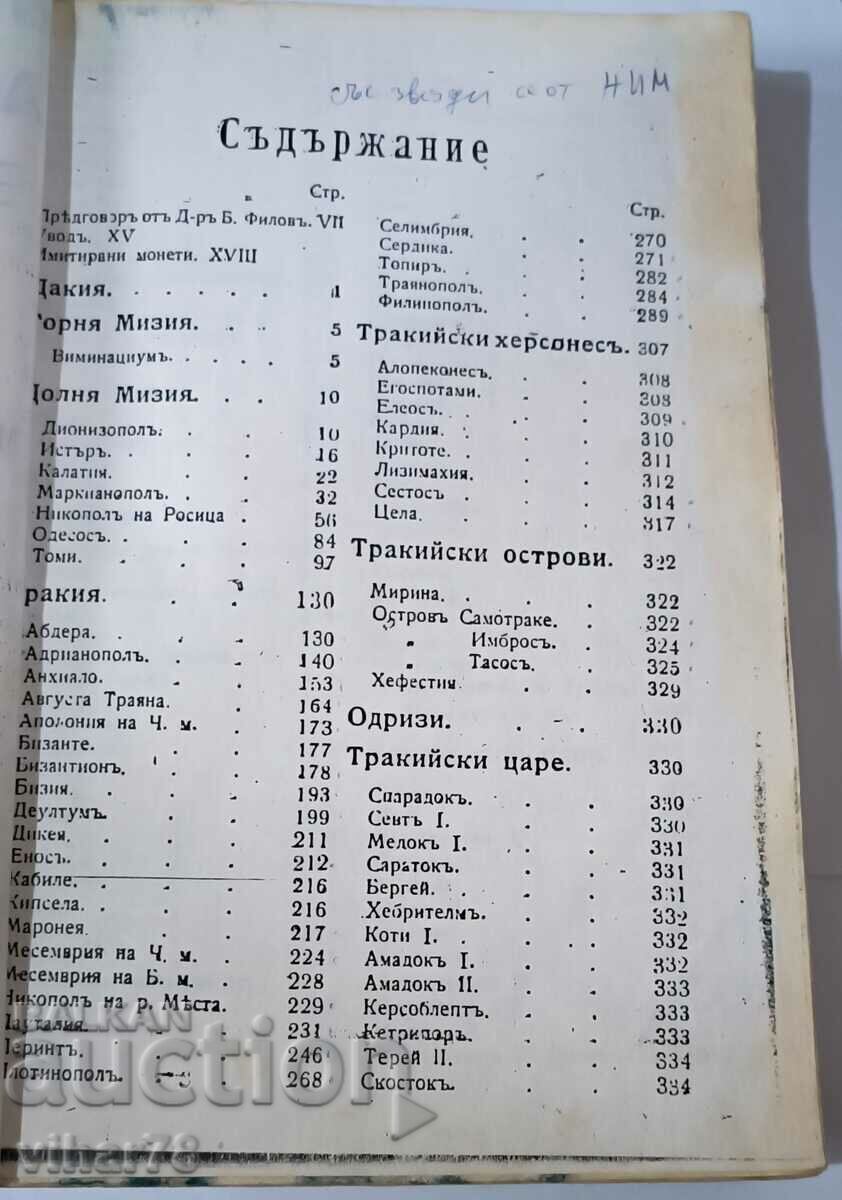 със звезди са от НИМ
Съдържание
Стр.
Прѣдговоръ отъ Д-ръ Б. Филовъ. VII
Уводъ. XV
Имитирани монети. XVIII
Дакия. 1
Горня Мизия. 5
Виминациумъ. 5
Долня Мизия. 10
Дионизополъ. 10
Истъръ. 16
Калатия. 22
Маркианополъ. 32
Никополъ на Росица . 56
Одесосъ. 84
Томи. 97
ракия. 130
Абдера. 130
Адрианополъ. 140
Анхиало. 153
Августа Траяна. 164
Аполония на Ч. м. 173
Бизанте. 177
Византионъ. 178
Бизия. 193
Деултумъ. 199
Дикея. 211
Еносъ. 212
Кабиле 216
Кипсела. 216
Маронея. 217
Месемврия на Ч. м. 224
Месемврия на Б. м. 228
Никополъ на р. Мѣста. 229
Пауталия 231
Перинтъ. 246
Плотинополъ. 268
Стр.
Селимбрия. 270
Сердика. 271
Топиръ. 282
Траянополъ. 284
Филипополъ. 289
Тракийски херсонесъ. 307
Алопеконесъ. 308
Егоспотами. 308
Елеосъ. 309
Кардия. 310
Криготе. 311
Лизимахия. 312
Сестосъ 314
Цела. 317
Тракийски острови. 322
Мирина. 322
Островъ Самотраке. 322
„ Имбросъ. 324
„ Тасосъ. 325
Хефестия. 329
Одризи. 330
Тракийски царе. 330
Спарадокъ. 330
Севтъ I. 330
Медокъ I. 331
Саратокъ. 331
Бергей. 331
Хебрителмъ. 332
Коти I. 332
Амадокъ I. 332
Амадокъ II. 333
Керсоблептъ. 333
Кетрипоръ. 333
Терей II. 334
Скостокъ. 334
BALKAN
auction
vihar78